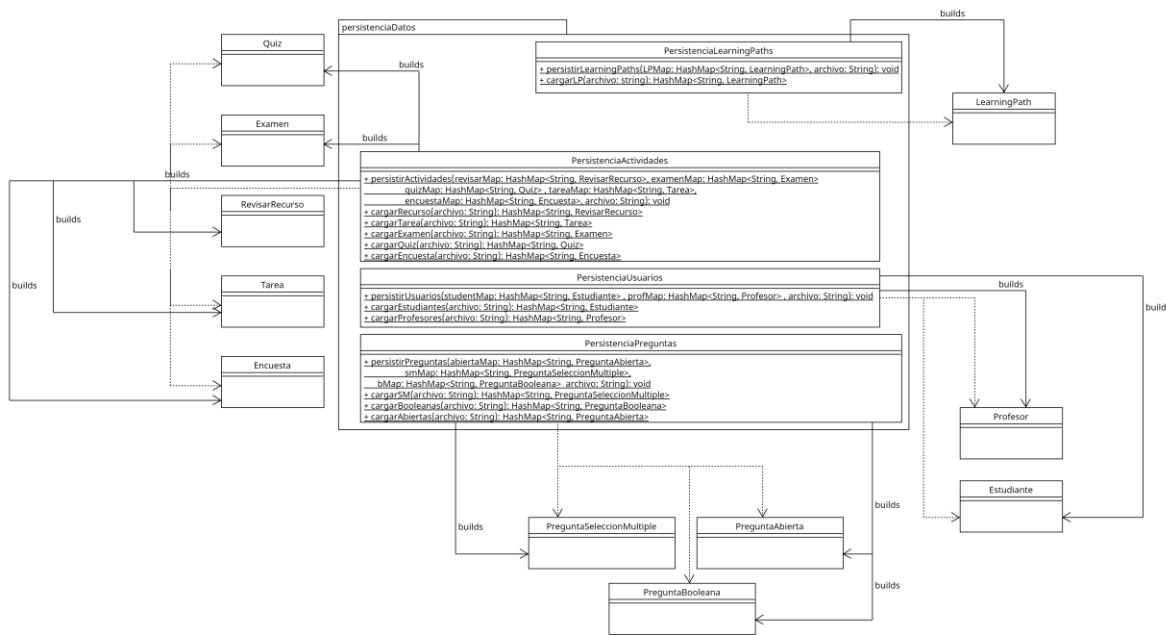 builds
persistenciaDatos
Quiz
PersistenciaLearningPaths
builds
+ persistirLearningPaths(LPMap: HashMap<String, LearningPath>, archivo: String): void
+ cargarLP(archivo: string): HashMap<String, LearningPath>
LearningPath
Examen
builds
PersistenciaActividades
builds
+ persistirActividades(revisarMap: HashMap<String, RevisarRecurso>, examenMap: HashMap<String, Examen>
quizMap: HashMap<String, Quiz> , tareaMap: HashMap<String, Tarea>,
encuestaMap: HashMap<String, Encuesta>, archivo: String): void
+ cargarRecurso(archivo: String): HashMap<String, RevisarRecurso>
+ cargarTarea(archivo: String): HashMap<String, Tarea>
+ cargarExamen(archivo: String): HashMap<String, Examen>
+ cargarQuiz(archivo: String): HashMap<String, Quiz>
+ cargarEncuesta(archivo: String): HashMap<String, Encuesta>
RevisarRecurso
builds
PersistenciaUsuarios
builds
builds
Tarea
+ persistirUsuarios(studentMap: HashMap<String, Estudiante> , profMap: HashMap<String, Profesor> , archivo: String): void
+ cargarEstudiantes(archivo: String): HashMap<String, Estudiante>
+ cargarProfesores(archivo: String): HashMap<String, Profesor>
build
PersistenciaPreguntas
+ persistirPreguntas(abiertaMap: HashMap<String, PreguntaAbierta>,
smMap: HashMap<String, PreguntaSeleccionMultiple>,
bMap: HashMap<String, PreguntaBooleana> archivo: String): void
+ cargarSM(archivo: String): HashMap<String, PreguntaSeleccionMultiple>
+ cargarBooleanas(archivo: String): HashMap<String, PreguntaBooleana>
+ cargarAbiertas(archivo: String): HashMap<String, PreguntaAbierta>
Encuesta
Profesor
Estudiante
builds
builds
PreguntaSeleccionMultiple
PreguntaAbierta
builds
PreguntaBooleana